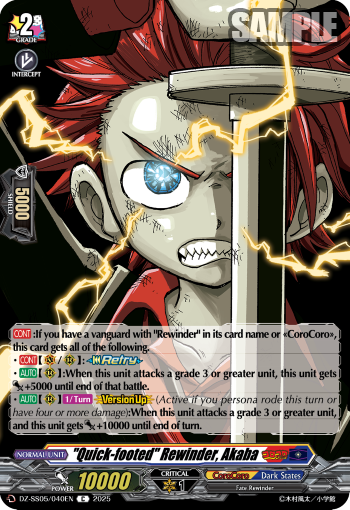 SAMPLE
2
GRADE
INTERCEPT
5000
SHIELD
CONT:If you have a vanguard with "Rewinder" in its card name or «CoroCoro», this card gets all of the following.
• CONT【 / 】:Retry
• AUTO【 】:When this unit attacks a grade 3 or greater unit, this unit gets +5000 until end of that battle.
• AUTO【 】1/Turn Version Up (Active if you persona rode this turn or have four or more damage):When this unit attacks a grade 3 or greater unit, and this unit gets +10000 until end of turn.
NORMAL UNIT
"Quick-footed" Rewinder, Akaba
POWER
10000
CRITICAL
1
CoroCoro
Dark States
Fate Rewinder
DZ-SS05/040EN C 2025
©木村風太/小学館